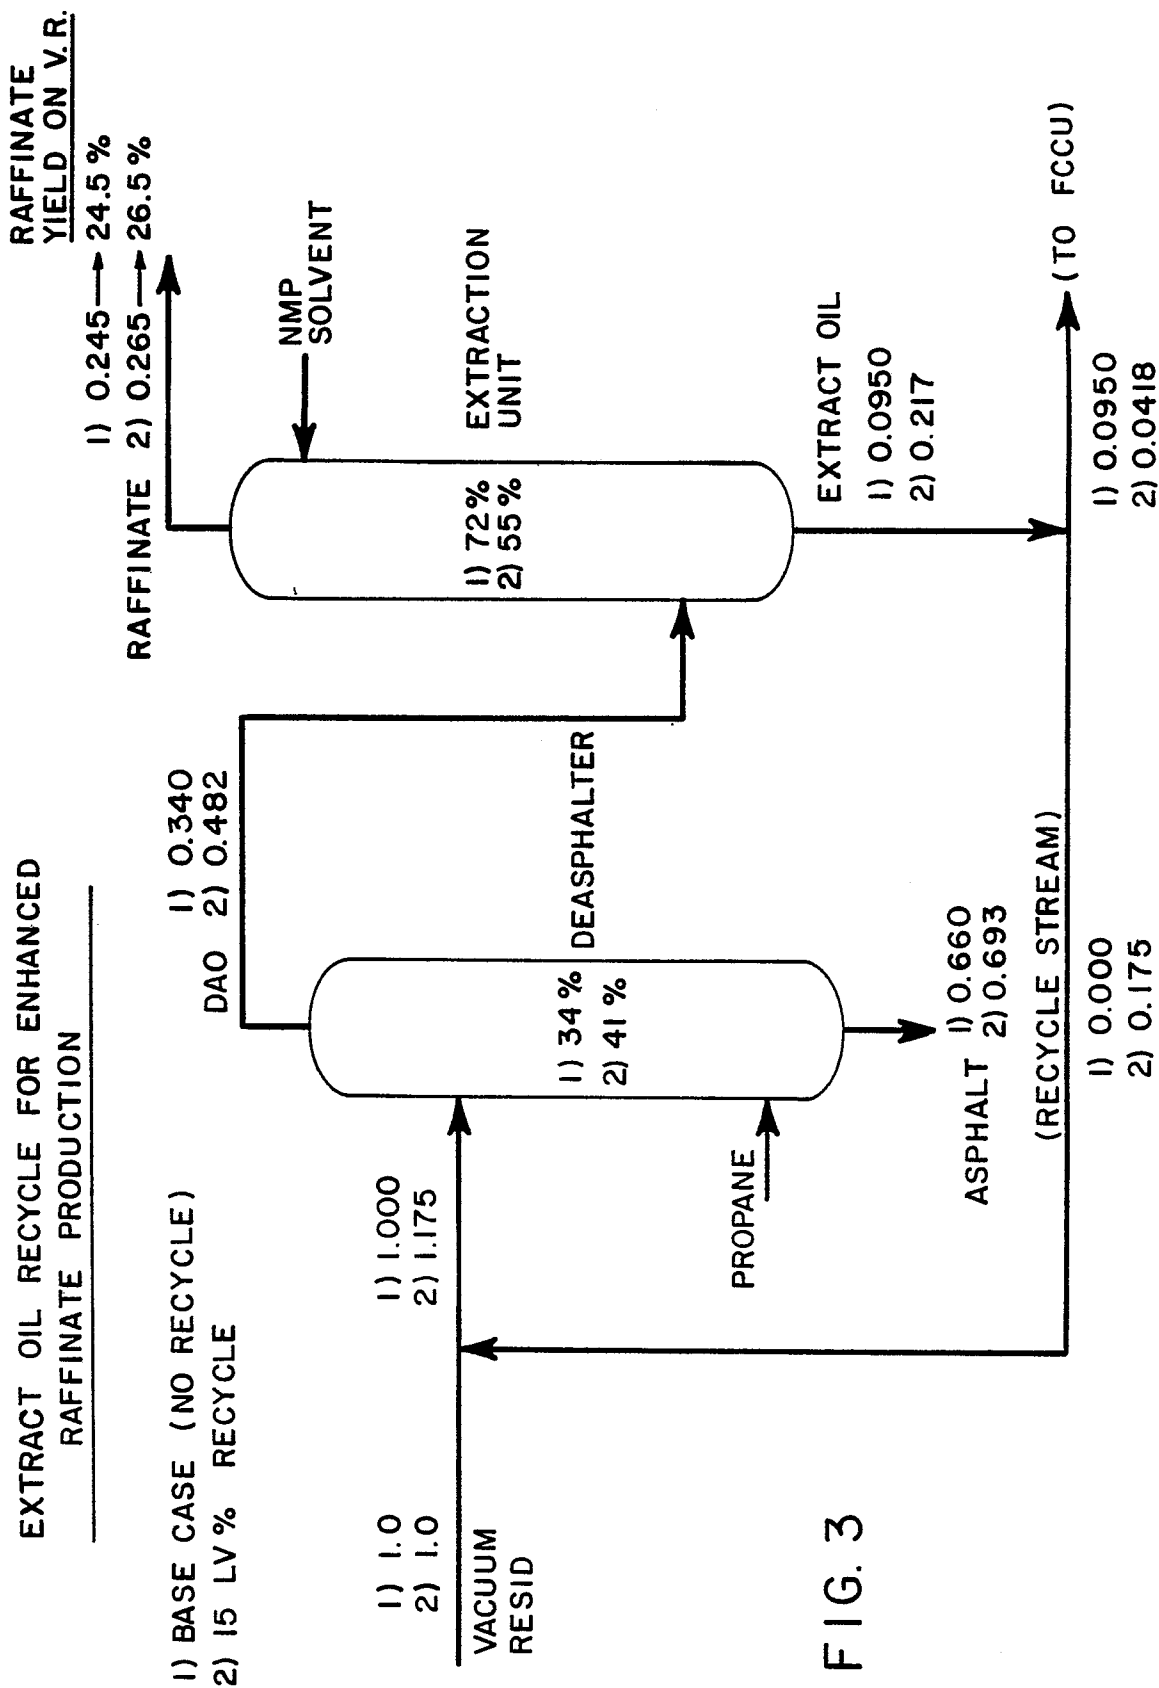 EXTRACT OIL RECYCLE FOR ENHANCED
RAFFINATE PRODUCTION
1) BASE CASE (NO RECYCLE)
2) 15 LV % RECYCLE
RAFFINATE
YIELD ON V.R.
1) 0.245 → 24.5 %
RAFFINATE 2) 0.265 → 26.5 %
1) 0.340
DAO 2) 0.482
NMP
SOLVENT
1) 1.0
2) 1.0
VACUUM
RESID
1) 1.000
2) 1.175
1) 34 %
2) 41 %
DEASPHALTER
1) 72%
2) 55%
EXTRACTION
UNIT
PROPANE
EXTRACT OIL
1) 0.0950
2) 0.217
ASPHALT 1) 0.660
2) 0.693
(RECYCLE STREAM)
1) 0.000
2) 0.175
(TO FCCU)
1) 0.0950
2) 0.0418
FIG. 3